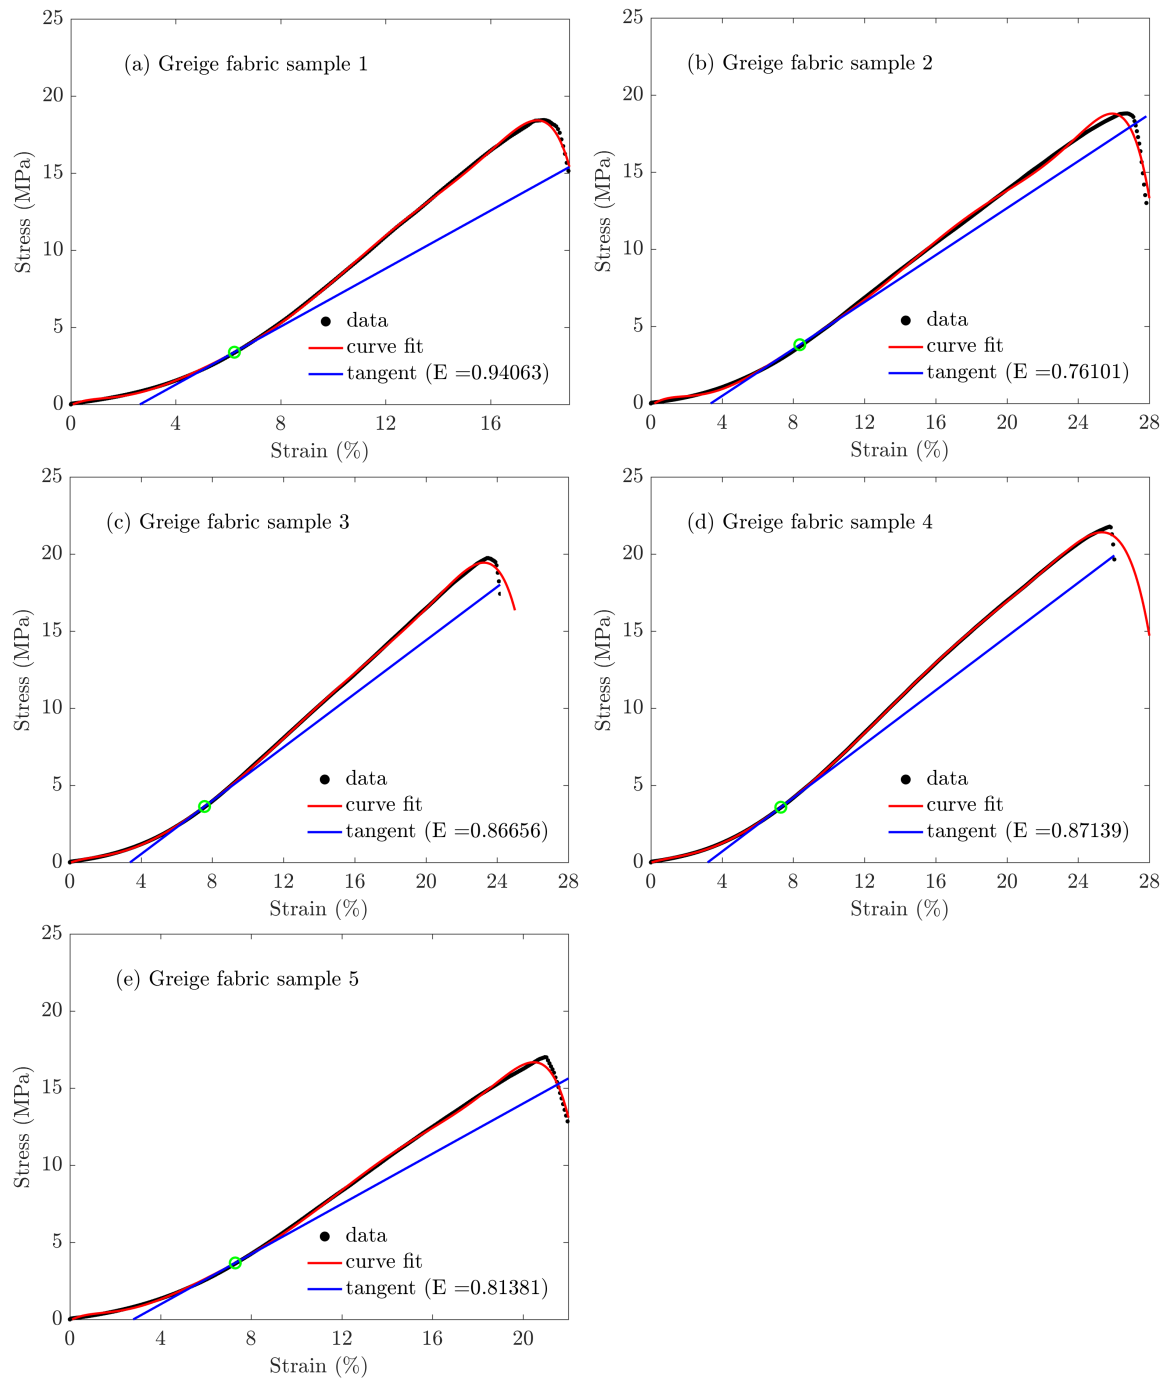 25
20
15
10
5
0
Stress (MPa)
(a) Greige fabric sample 1
data
curve fit
tangent (E =0.94063)
0 4 8 12 16
Strain (%)
25
20
15
10
5
0
Stress (MPa)
(b) Greige fabric sample 2
data
curve fit
tangent (E =0.76101)
0 4 8 12 16 20 24 28
Strain (%)
25
20
15
10
5
0
Stress (MPa)
(c) Greige fabric sample 3
data
curve fit
tangent (E =0.86656)
0 4 8 12 16 20 24 28
Strain (%)
25
20
15
10
5
0
Stress (MPa)
(d) Greige fabric sample 4
data
curve fit
tangent (E =0.87139)
0 4 8 12 16 20 24 28
Strain (%)
25
20
15
10
5
0
Stress (MPa)
(e) Greige fabric sample 5
data
curve fit
tangent (E =0.81381)
0 4 8 12 16 20
Strain (%)